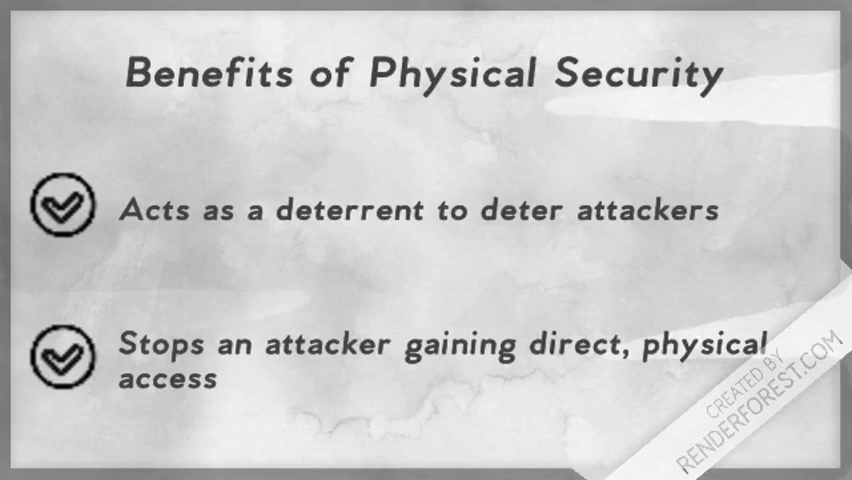 Benefits of Physical Security
Acts as a deterrent to deter attackers
Stops an attacker gaining direct, physical
access
CREATED BY
RENDERFOREST.COM